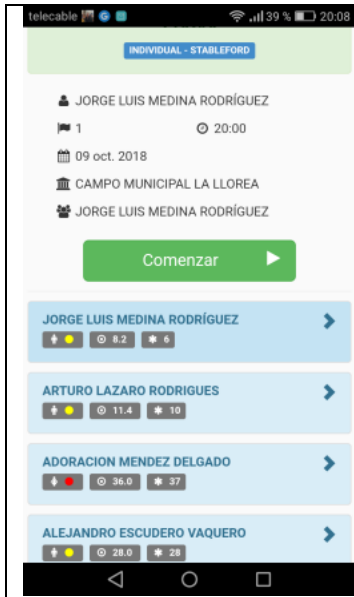 telecable 39 % 20:08
INDIVIDUAL - STABLEFORD
JORGE LUIS MEDINA RODRÍGUEZ
1 20:00
09 oct. 2018
CAMPO MUNICIPAL LA LLOREA
JORGE LUIS MEDINA RODRÍGUEZ
Comenzar
JORGE LUIS MEDINA RODRÍGUEZ
8.2 6
ARTURO LAZARO RODRIGUES
11.4 10
ADORACION MENDEZ DELGADO
36.0 37
ALEJANDRO ESCUDERO VAQUERO
28.0 28